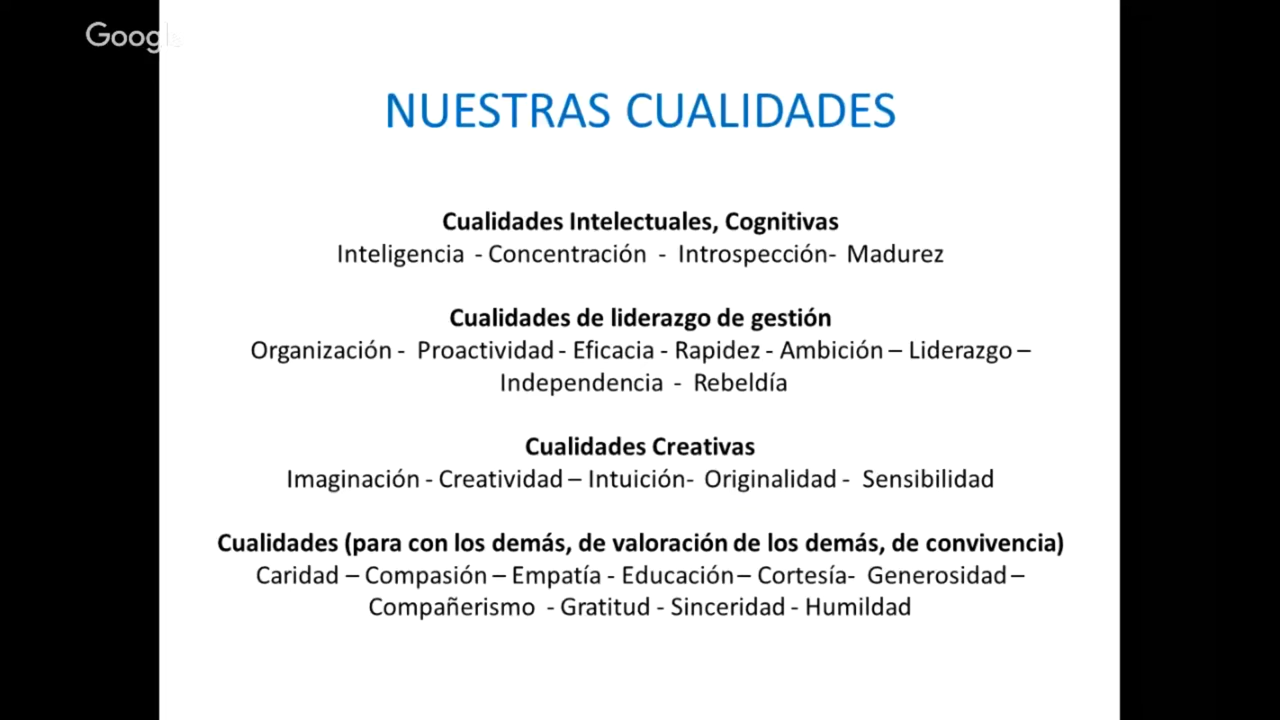 Google
NUESTRAS CUALIDADES
Cualidades Intelectuales, Cognitivas
Inteligencia - Concentración - Introspección- Madurez
Cualidades de liderazgo de gestión
Organización - Proactividad - Eficacia - Rapidez - Ambición – Liderazgo –
Independencia - Rebeldía
Cualidades Creativas
Imaginación - Creatividad – Intuición- Originalidad - Sensibilidad
Cualidades (para con los demás, de valoración de los demás, de convivencia)
Caridad – Compasión – Empatía - Educación – Cortesía- Generosidad –
Compañerismo - Gratitud - Sinceridad - Humildad